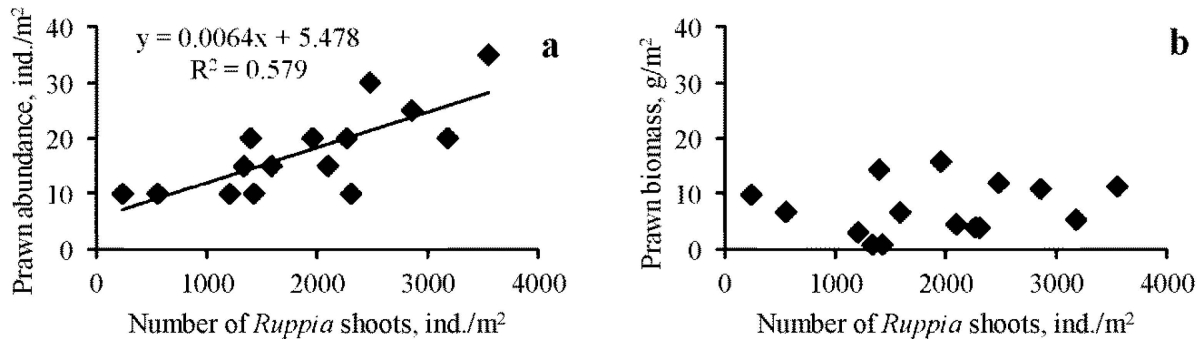 y = 0.0064x + 5.478
R² = 0.579
a
Prawn abundance, ind./m²
40
30
20
10
0
0 1000 2000 3000 4000
Number of Ruppia shoots, ind./m²
b
Prawn biomass, g/m²
40
30
20
10
0
0 1000 2000 3000 4000
Number of Ruppia shoots, ind./m²